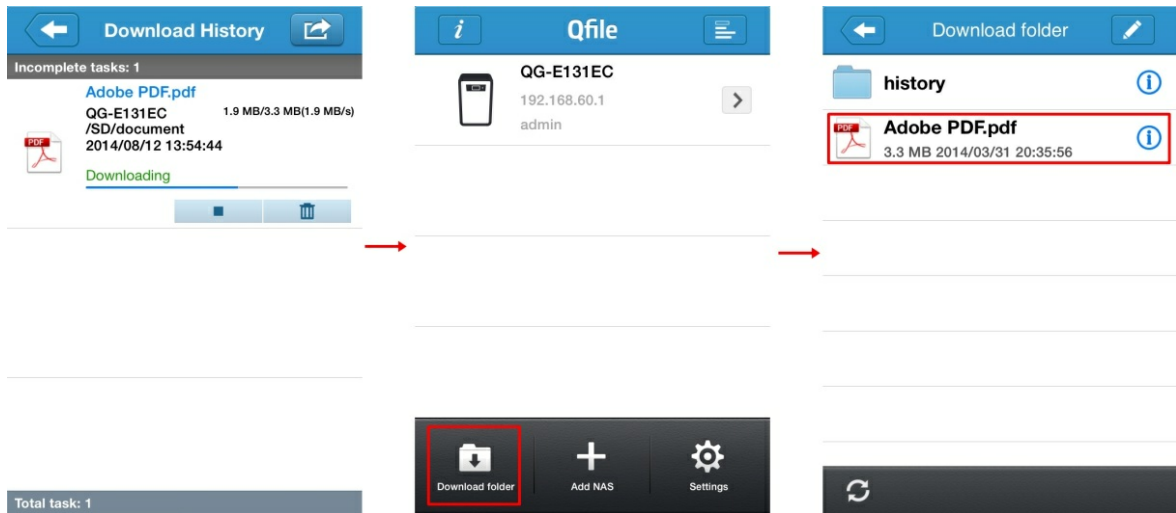 Download History
Incomplete tasks: 1
Adobe PDF.pdf
QG-E131EC 1.9 MB/3.3 MB(1.9 MB/s)
/SD/document
2014/08/12 13:54:44
PDF
Downloading
Total task: 1
i
Qfile
QG-E131EC
192.168.60.1
admin
Download folder
Add NAS
Settings
Download folder
history
i
PDF
Adobe PDF.pdf
3.3 MB 2014/03/31 20:35:56
i